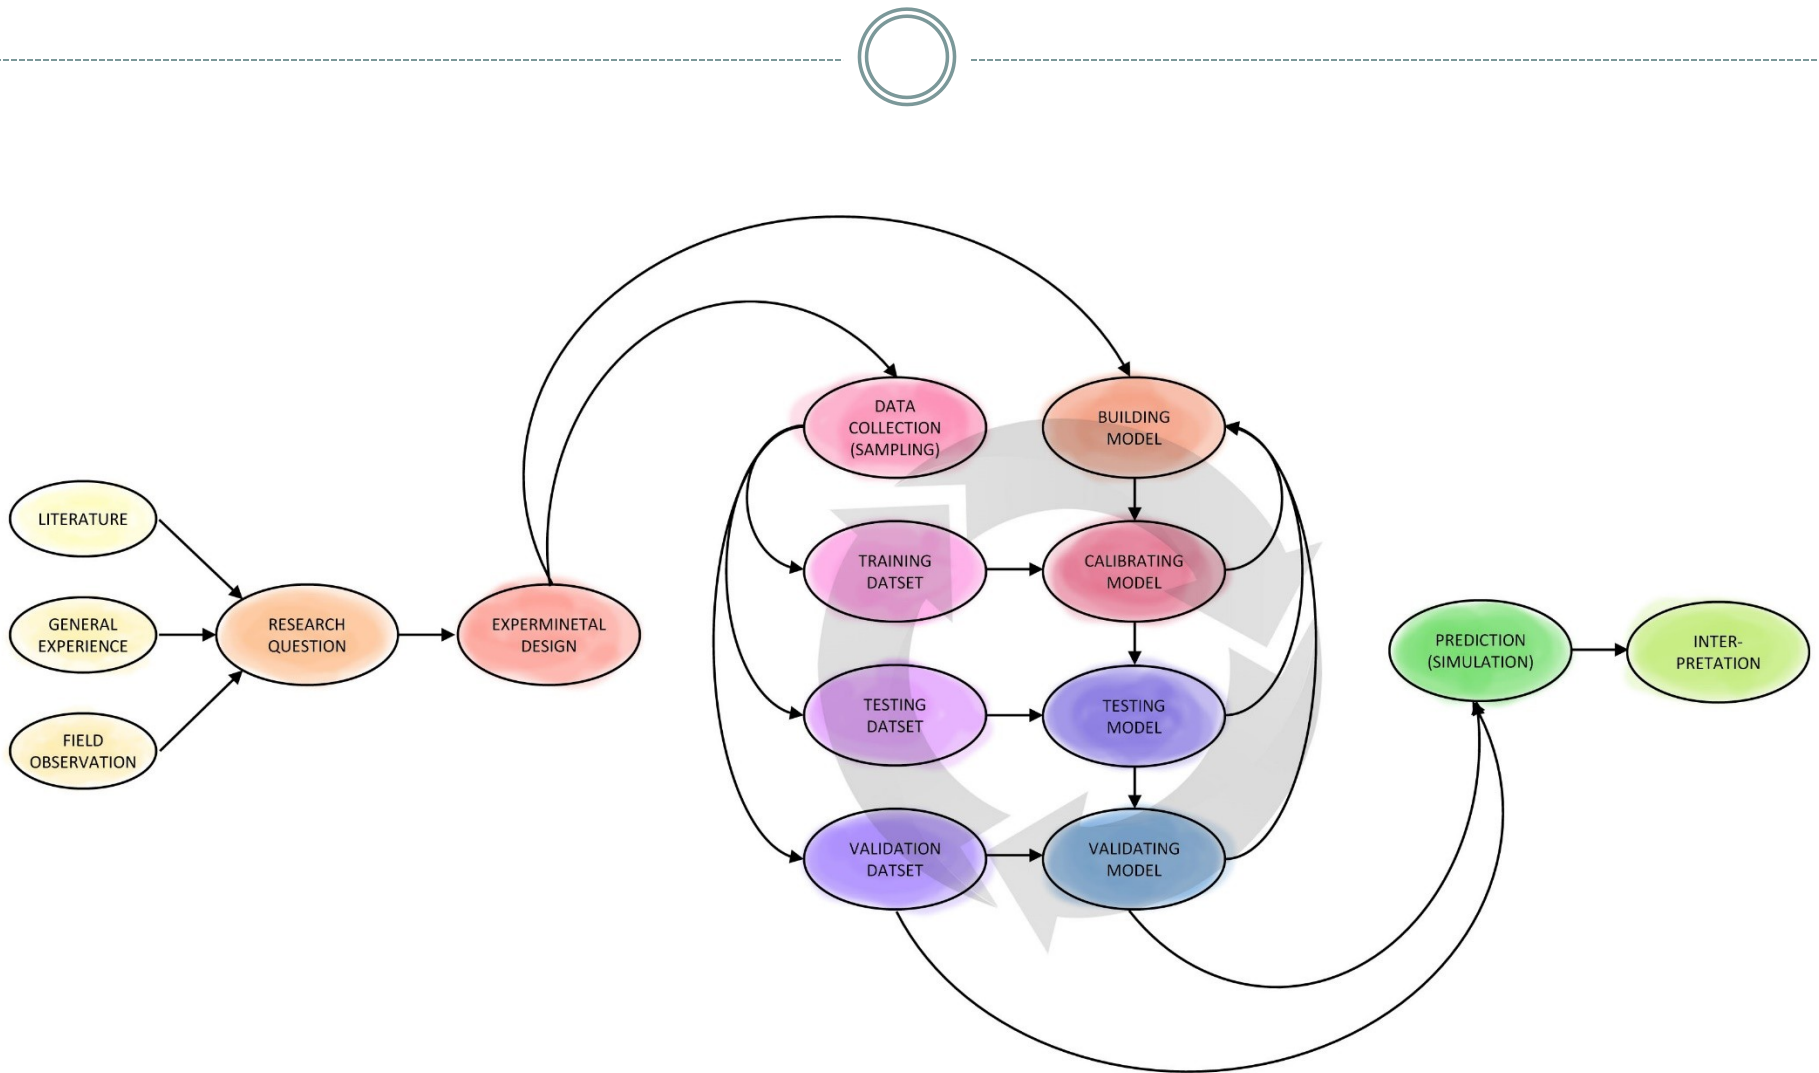 LITERATURE
GENERAL
EXPERIENCE
FIELD
OBSERVATION
RESEARCH
QUESTION
EXPERMINETAL
DESIGN
DATA
COLLECTION
(SAMPLING)
TRAINING
DATSET
TESTING
DATSET
VALIDATION
DATSET
BUILDING
MODEL
CALIBRATING
MODEL
TESTING
MODEL
VALIDATING
MODEL
PREDICTION
(SIMULATION)
INTER-
PRETATION